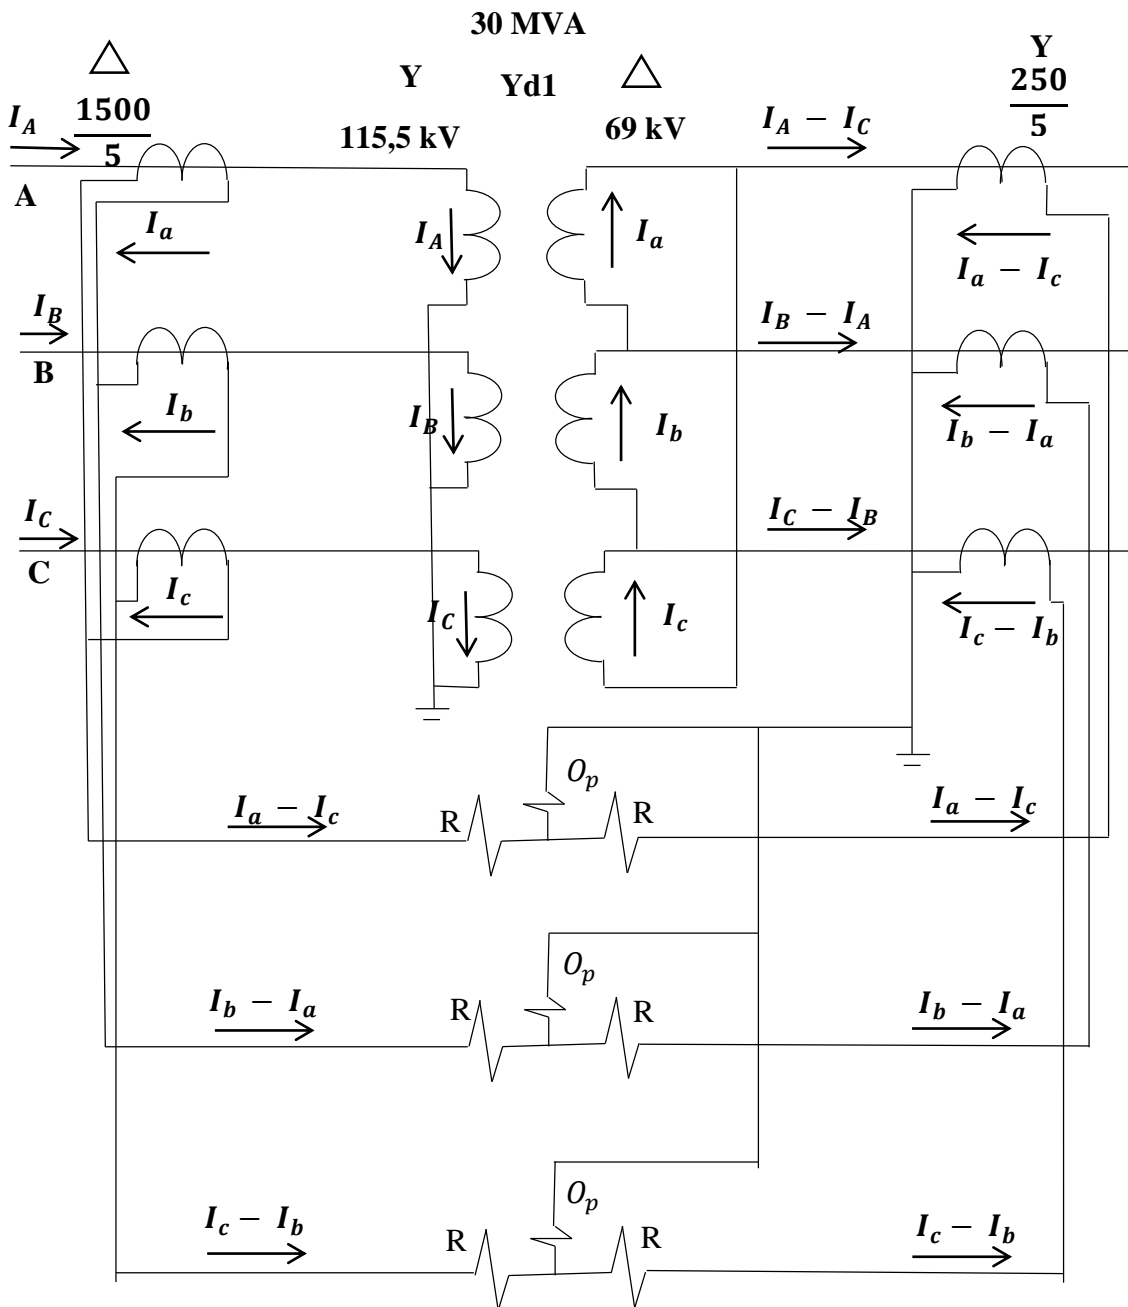 30 MVA
△ Y Yd1 △ Y
1500/5 115,5 kV 69 kV 250/5
I_A I_A − I_C
A
I_a I_A I_a I_a − I_c
I_B I_B − I_A
B
I_b I_B I_b I_b − I_a
I_C I_C − I_B
C
I_c I_C I_c I_c − I_b
O_p
I_a − I_c R R I_a − I_c
O_p
I_b − I_a R R I_b − I_a
O_p
I_c − I_b R R I_c − I_b